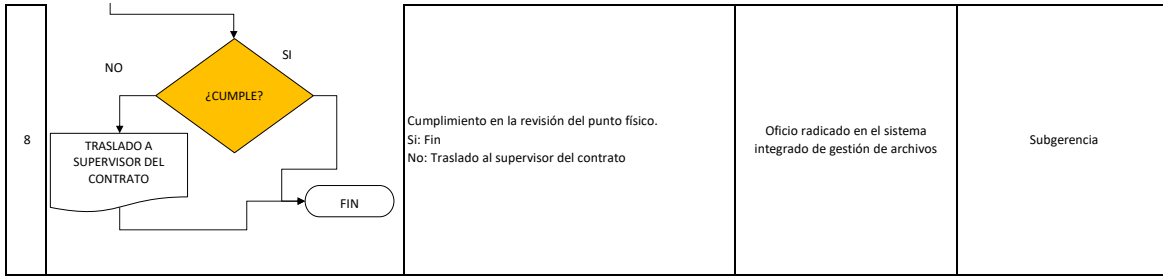 8
NO
SI
¿CUMPLE?
TRASLADO A
SUPERVISOR DEL
CONTRATO
FIN
Cumplimiento en la revisión del punto físico.
Si: Fin
No: Traslado al supervisor del contrato
Oficio radicado en el sistema
integrado de gestión de archivos
Subgerencia